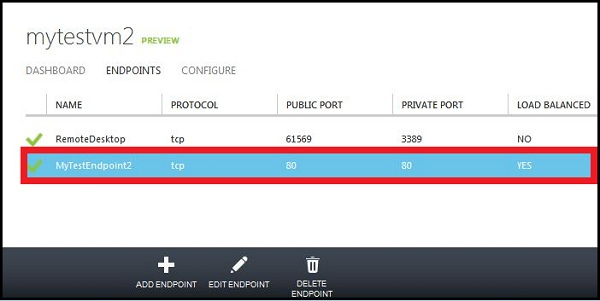 mytestvm2 PREVIEW
DASHBOARD ENDPOINTS CONFIGURE
NAME PROTOCOL PUBLIC PORT PRIVATE PORT LOAD BALANCED
RemoteDesktop tcp 61569 3389 NO
MyTestEndpoint2 tcp 80 80 YES
ADD ENDPOINT EDIT ENDPOINT DELETE
ENDPOINT